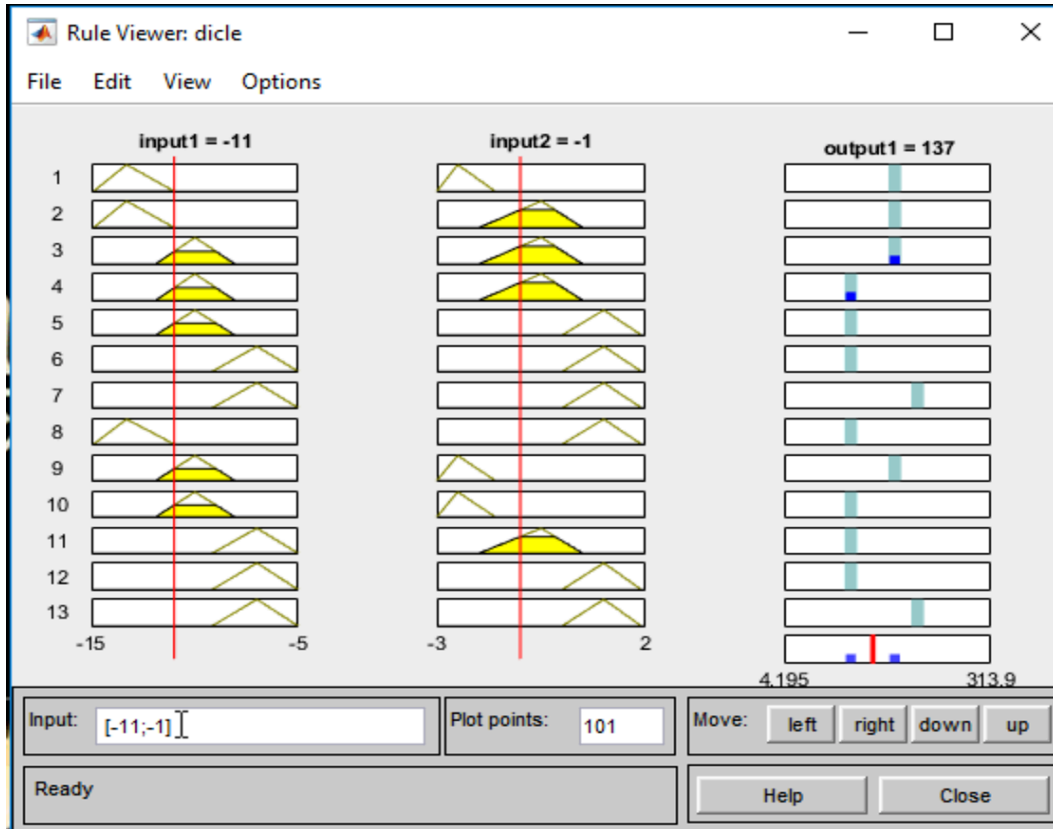 Rule Viewer: dicle
File Edit View Options
input1 = -11 input2 = -1 output1 = 137
1
2
3
4
5
6
7
8
9
10
11
12
13
-15 -5 -3 2
4.195 313.9
Input: [-11;-1] Plot points: 101 Move: left right down up
Ready Help Close